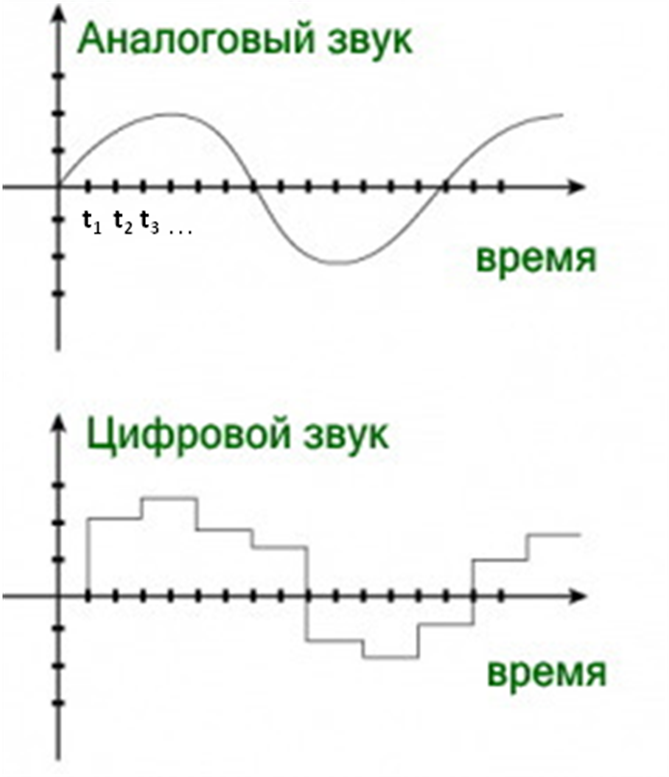 Аналоговый звук
t₁ t₂ t₃ ...
время
Цифровой звук
время